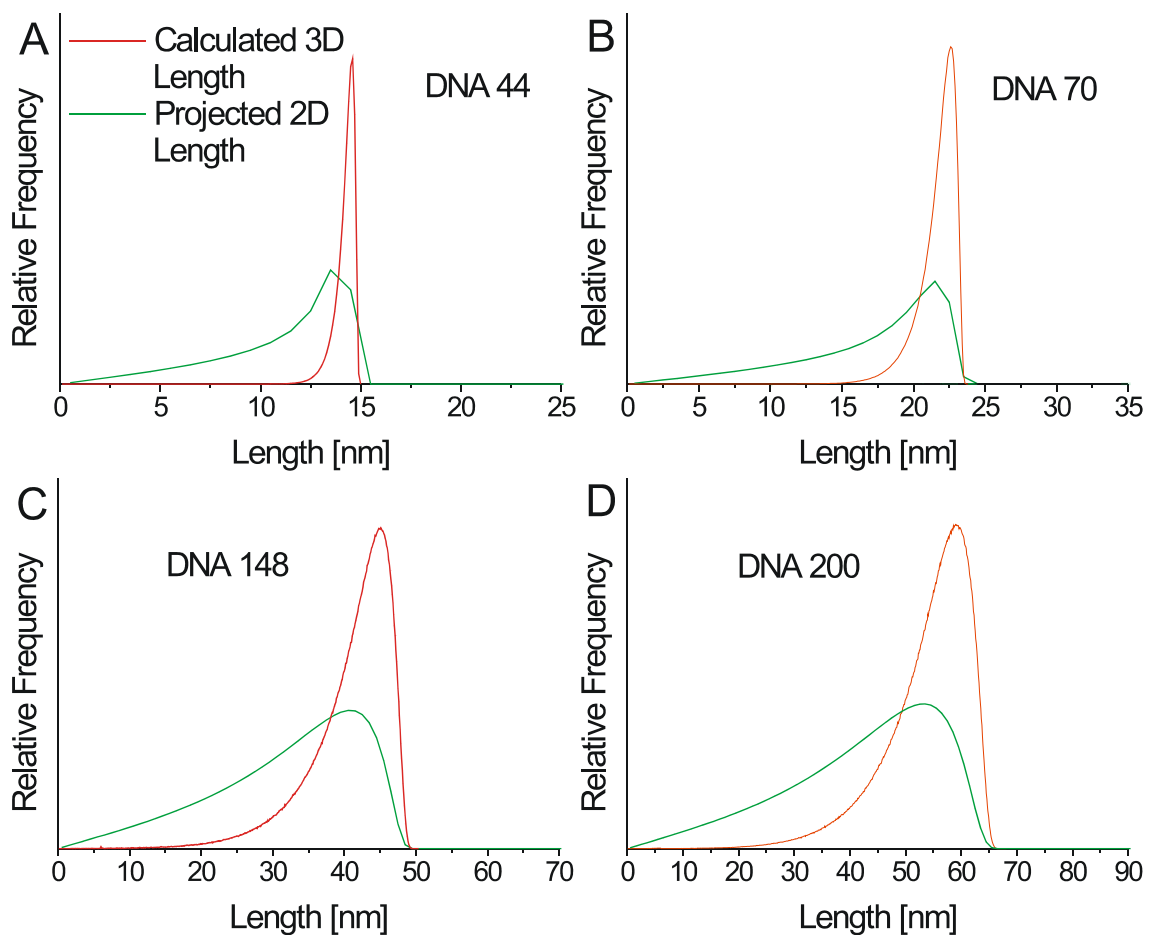 A
Calculated 3D
Length
Projected 2D
Length
DNA 44
Relative Frequency
0 5 10 15 20 25
Length [nm]
B
DNA 70
Relative Frequency
0 5 10 15 20 25 30 35
Length [nm]
C
DNA 148
Relative Frequency
0 10 20 30 40 50 60 70
Length [nm]
D
DNA 200
Relative Frequency
0 10 20 30 40 50 60 70 80 90
Length [nm]